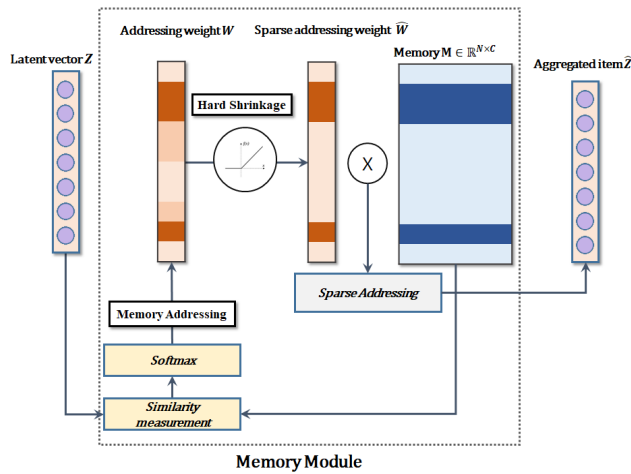 Addressing weight W
Sparse addressing weight Ŵ
Latent vector Z
Memory M ∈ ℝ^{N×C}
Aggregated item Ẑ
Hard Shrinkage
X
Sparse Addressing
Memory Addressing
Softmax
Similarity
measurement
Memory Module